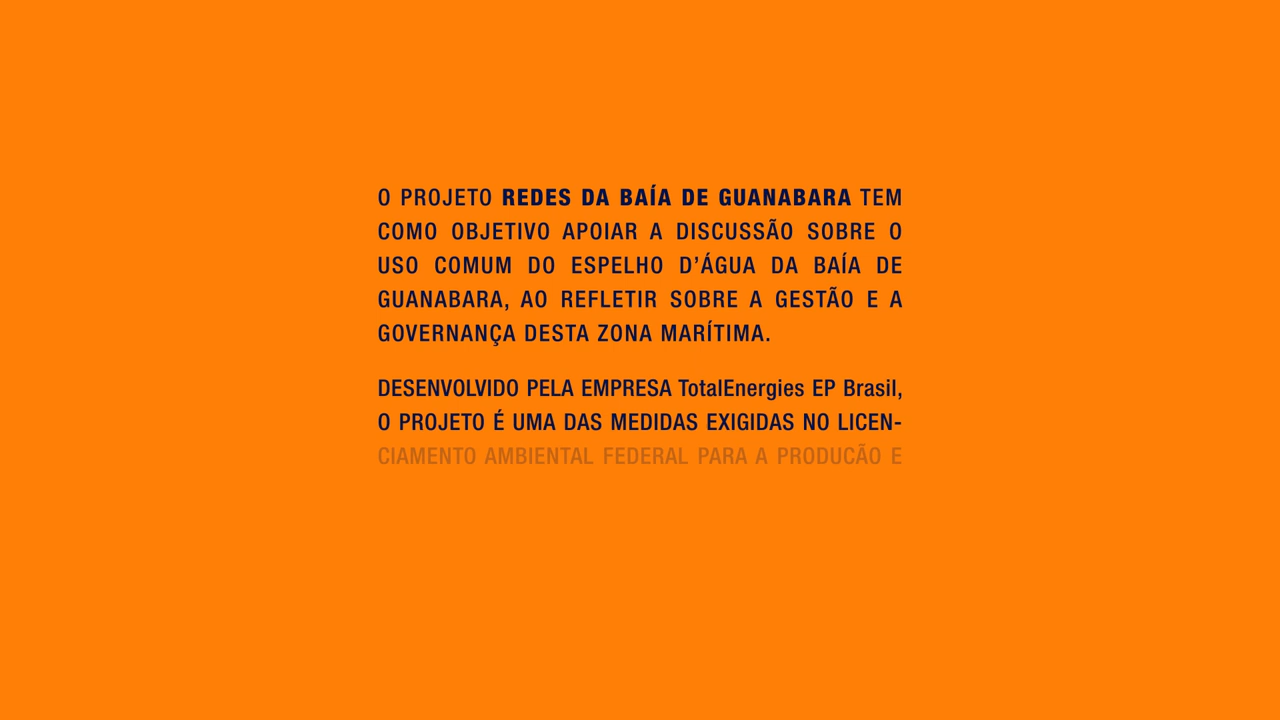 O PROJETO REDES DA BAÍA DE GUANABARA TEM
COMO OBJETIVO APOIAR A DISCUSSÃO SOBRE O
USO COMUM DO ESPELHO D’ÁGUA DA BAÍA DE
GUANABARA, AO REFLETIR SOBRE A GESTÃO E A
GOVERNANÇA DESTA ZONA MARÍTIMA.
DESENVOLVIDO PELA EMPRESA TotalEnergies EP Brasil,
O PROJETO É UMA DAS MEDIDAS EXIGIDAS NO LICEN-
CIAMENTO AMBIENTAL FEDERAL PARA A PRODUCÃO E